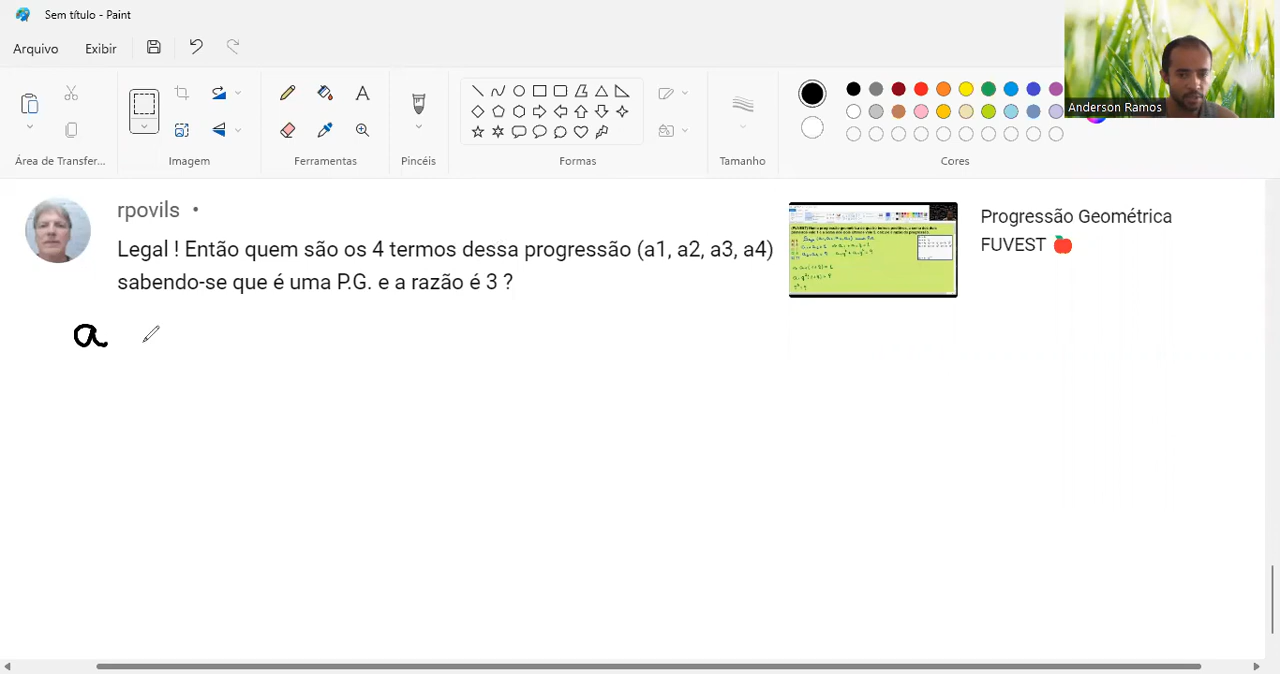 Sem título - Paint
Arquivo Exibir
Anderson Ramos
Área de Transfer... Imagem Ferramentas Pincéis Formas Tamanho Cores
rpovils •
Legal ! Então quem são os 4 termos dessa progressão (a1, a2, a3, a4)
sabendo-se que é uma P.G. e a razão é 3 ?
Progressão Geométrica
FUVEST 🍎
a